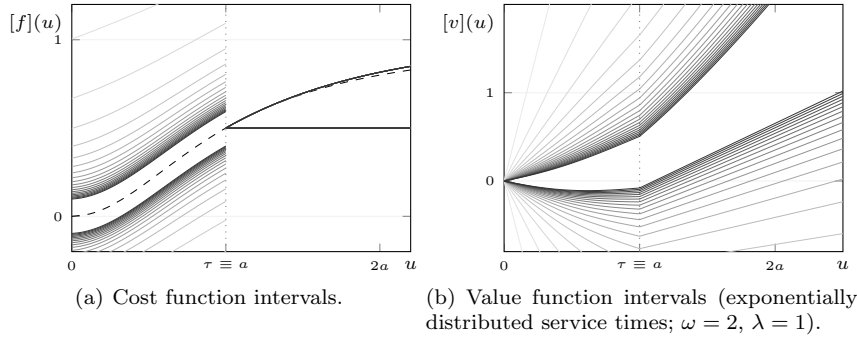 [f](u)
1
0
0
τ ≡ a
2a
u
(a) Cost function intervals.
[v](u)
1
0
0
τ ≡ a
2a
u
(b) Value function intervals (exponentially
distributed service times; ω = 2, λ = 1).